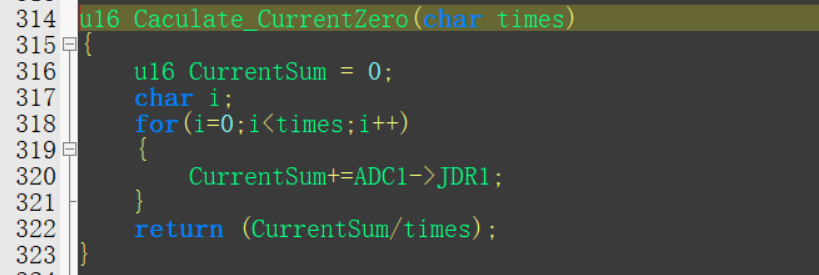 314 u16 Caculate_CurrentZero(char times)
315 {
316 u16 CurrentSum = 0;
317 char i;
318 for(i=0;i<times;i++)
319 {
320 CurrentSum+=ADC1->JDR1;
321 }
322 return (CurrentSum/times);
323 }